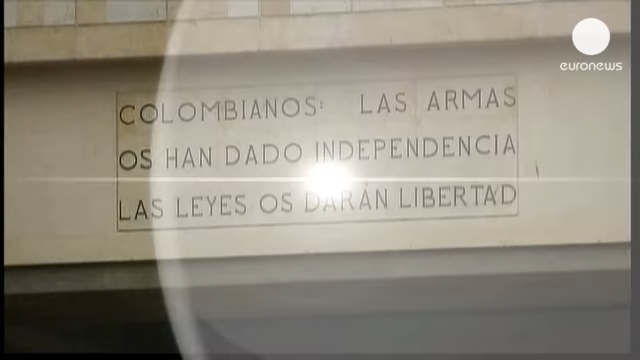 euronews
COLOMBIANOS: LAS ARMAS
OS HAN DADO INDEPENDENCIA
LAS LEYES OS DARÁN LIBERTAD